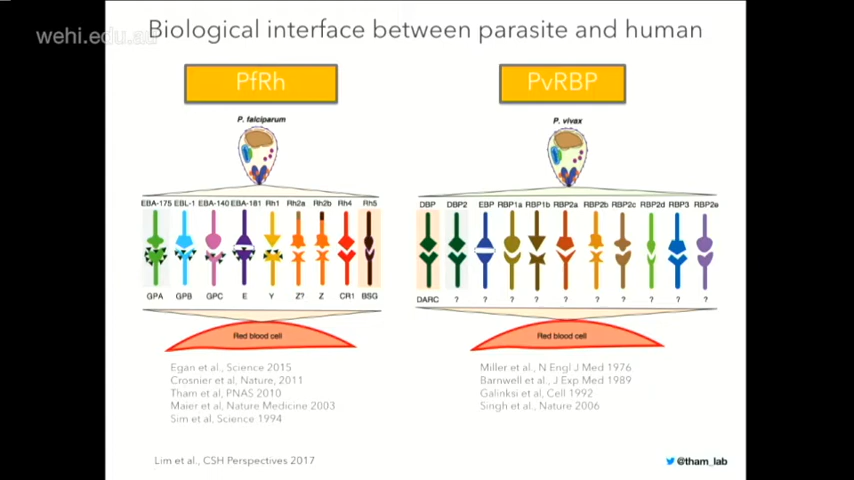 wehi.edu.au
Biological interface between parasite and human
PfRh
PvRBP
P. falciparum
P. vivax
EBA-175 EBL-1 EBA-140 EBA-181 Rh1 Rh2a Rh2b Rh4 Rh5
DBP DBP2 EBP RBP1a RBP1b RBP2a RBP2b RBP2c RBP2d RBP3 RBP2e
GPA GPB GPC E Y Z? Z CR1 BSG
DARC ? ? ? ? ? ? ? ? ? ?
Red blood cell
Red blood cell
Egan et al., Science 2015
Crosnier et al, Nature, 2011
Tham et al, PNAS 2010
Maier et al, Nature Medicine 2003
Sim et al, Science 1994
Miller et al., N Engl J Med 1976
Barnwell et al., J Exp Med 1989
Galinksi et al, Cell 1992
Singh et al., Nature 2006
Lim et al., CSH Perspectives 2017
@tham_lab